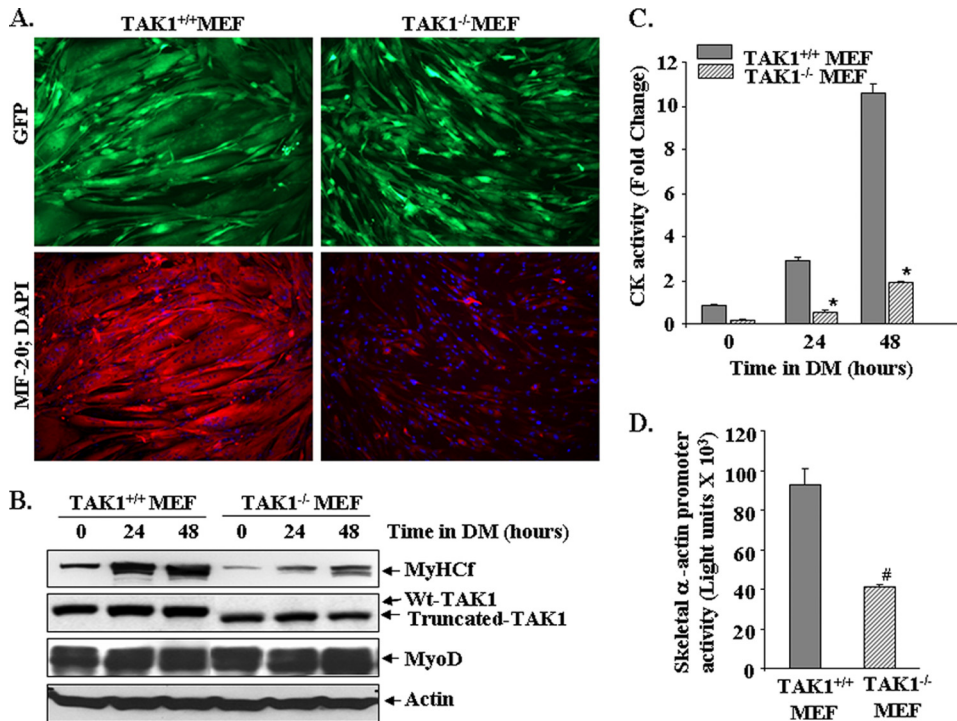 A.
TAK1+/+MEF
TAK1-/-MEF
GFP
MF-20; DAPI
B.
TAK1+/+ MEF
TAK1-/- MEF
0 24 48 0 24 48 Time in DM (hours)
MyHCf
Wt-TAK1
Truncated-TAK1
MyoD
Actin
C.
TAK1+/+ MEF
TAK1-/- MEF
CK activity (Fold Change)
12
10
8
6
4
2
0
*
*
0 24 48
Time in DM (hours)
D.
Skeletal α-actin promoter
activity (Light units X 10³)
120
100
80
60
40
20
0
#
TAK1+/+ MEF
TAK1-/- MEF